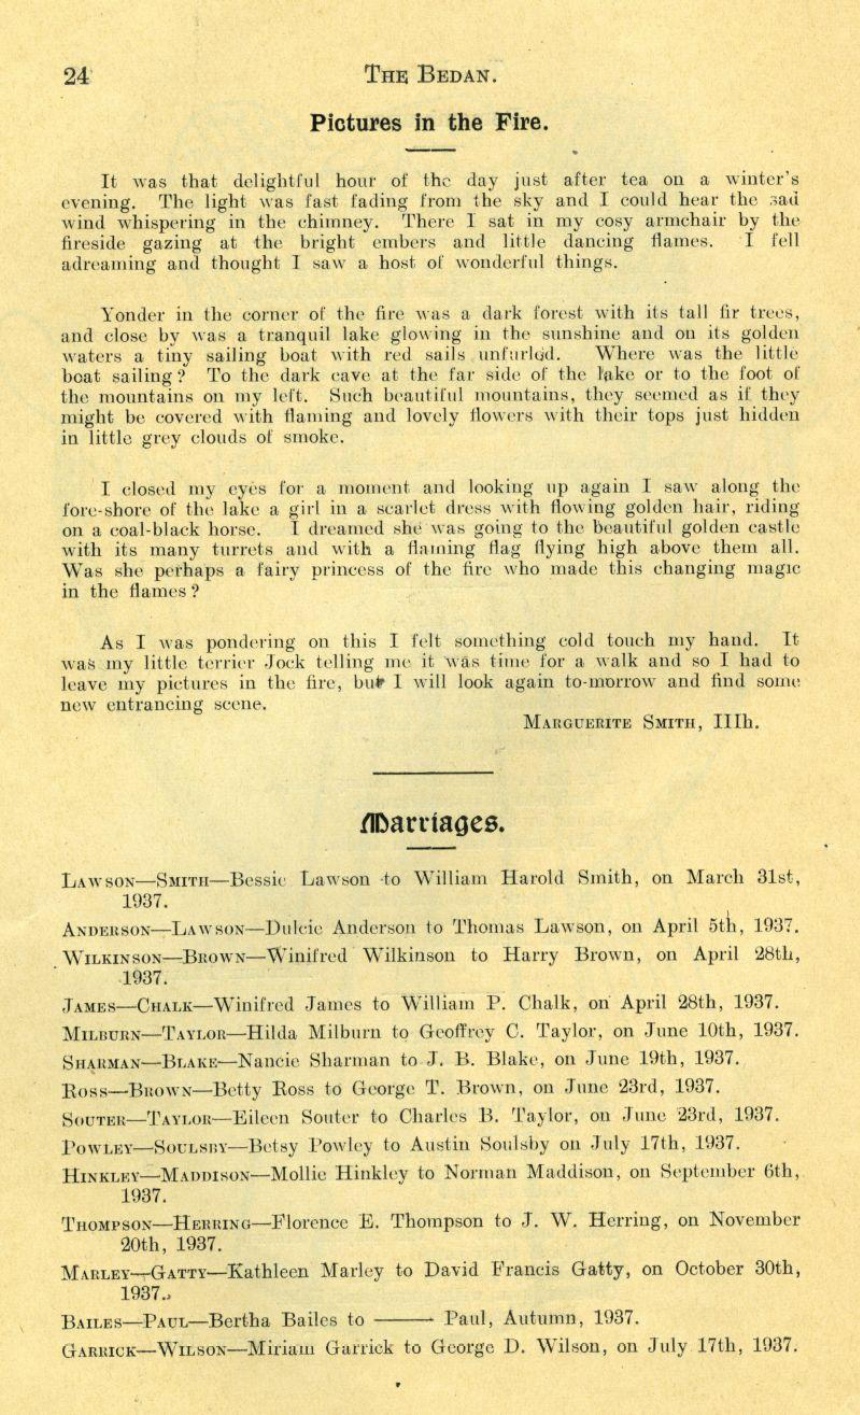 24
THE BEDAN.
Pictures in the Fire.
It was that delightful hour of the day just after tea on a winter's
evening. The light was fast fading from the sky and I could hear the sad
wind whispering in the chimney. There I sat in my cosy armchair by the
fireside gazing at the bright embers and little dancing flames. I fell
adreaming and thought I saw a host of wonderful things.
Yonder in the corner of the fire was a dark forest with its tall fir trees,
and close by was a tranquil lake glowing in the sunshine and on its golden
waters a tiny sailing boat with red sails unfurled. Where was the little
boat sailing? To the dark cave at the far side of the lake or to the foot of
the mountains on my left. Such beautiful mountains, they seemed as if they
might be covered with flaming and lovely flowers with their tops just hidden
in little grey clouds of smoke.
I closed my eyes for a moment and looking up again I saw along the
fore-shore of the lake a girl in a scarlet dress with flowing golden hair, riding
on a coal-black horse. I dreamed she was going to the beautiful golden castle
with its many turrets and with a flaming flag flying high above them all.
Was she perhaps a fairy princess of the fire who made this changing magic
in the flames?
As I was pondering on this I felt something cold touch my hand. It
was my little terrier Jock telling me it was time for a walk and so I had to
leave my pictures in the fire, but I will look again to-morrow and find some
new entrancing scene.
MARGUERITE SMITH, IIIh.
Marriages.
LAWSON—SMITH—Bessie Lawson to William Harold Smith, on March 31st,
1937.
ANDERSON—LAWSON—Dulcie Anderson to Thomas Lawson, on April 5th, 1937.
WILKINSON—BROWN—Winifred Wilkinson to Harry Brown, on April 28th,
1937.
JAMES—CHALK—Winifred James to William P. Chalk, on April 28th, 1937.
MILBURN—TAYLOR—Hilda Milburn to Geoffrey C. Taylor, on June 10th, 1937.
SHARMAN—BLAKE—Nancie Sharman to J. B. Blake, on June 19th, 1937.
ROSS—BROWN—Betty Ross to George T. Brown, on June 23rd, 1937.
SOUTER—TAYLOR—Eileen Souter to Charles B. Taylor, on June 23rd, 1937.
POWLEY—SOULSBY—Betsy Powley to Austin Soulsby on July 17th, 1937.
HINKLEY—MADDISON—Mollie Hinkley to Norman Maddison, on September 6th,
1937.
THOMPSON—HERRING—Florence E. Thompson to J. W. Herring, on November
20th, 1937.
MARLEY—GATTY—Kathleen Marley to David Francis Gatty, on October 30th,
1937.
BAILES—PAUL—Bertha Bailes to ——— Paul, Autumn, 1937.
GARRICK—WILSON—Miriam Garrick to George D. Wilson, on July 17th, 1937.